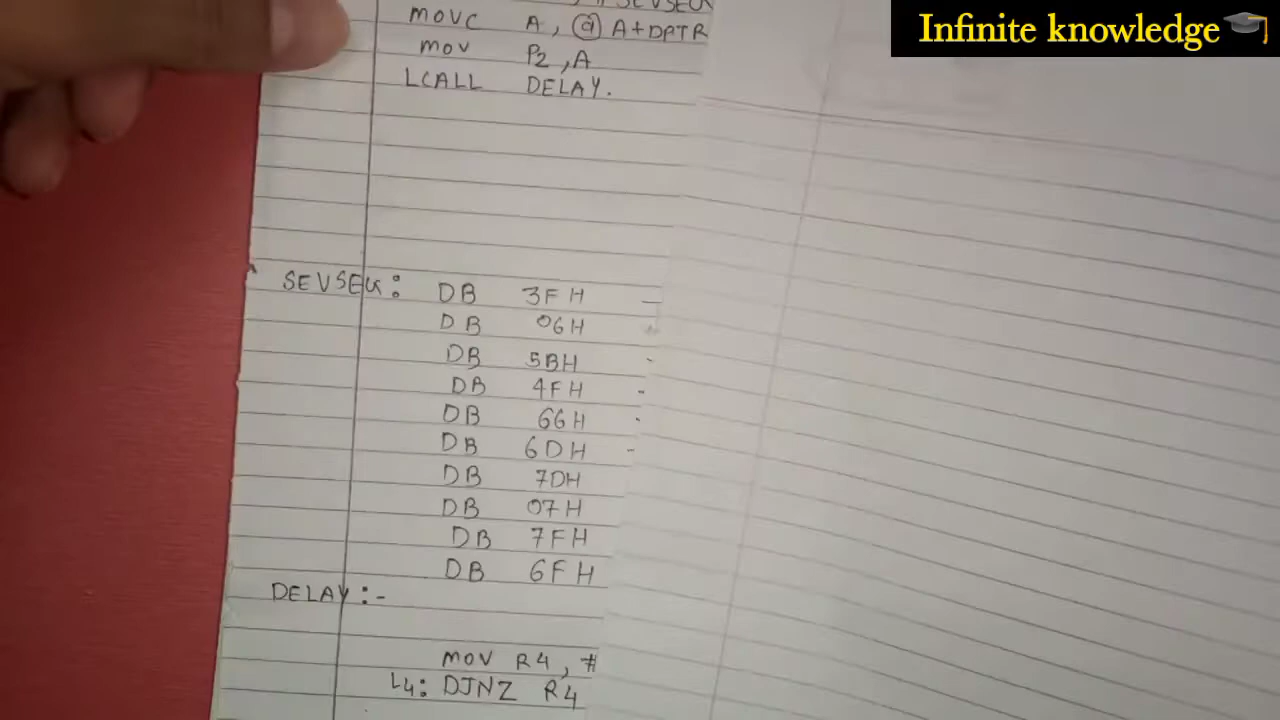 Infinite knowledge🎓
MOVC A, @ A+DPTR
MOV P2, A
LCALL DELAY.
SEVSEG: DB 3FH -
DB 06H
DB 5BH -
DB 4FH -
DB 66H -
DB 6DH -
DB 7DH
DB 07H
DB 7FH
DB 6FH
DELAY :-
MOV R4, #
L4: DJNZ R4